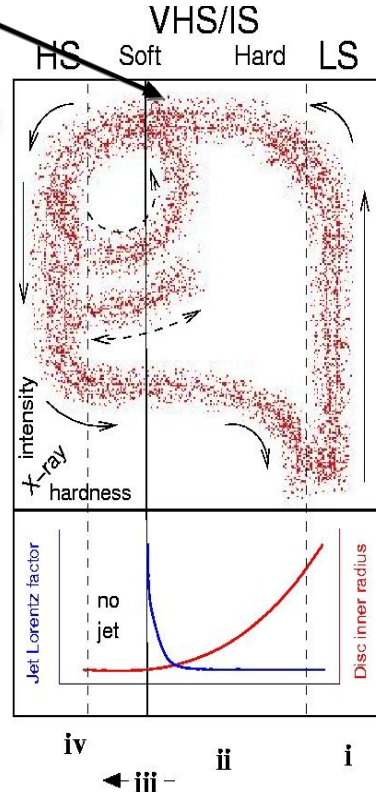 VHS/IS
HS Soft Hard LS
intensity
X-ray
hardness
Jet Lorentz factor
no
jet
Disc inner radius
iv
iii
ii
i